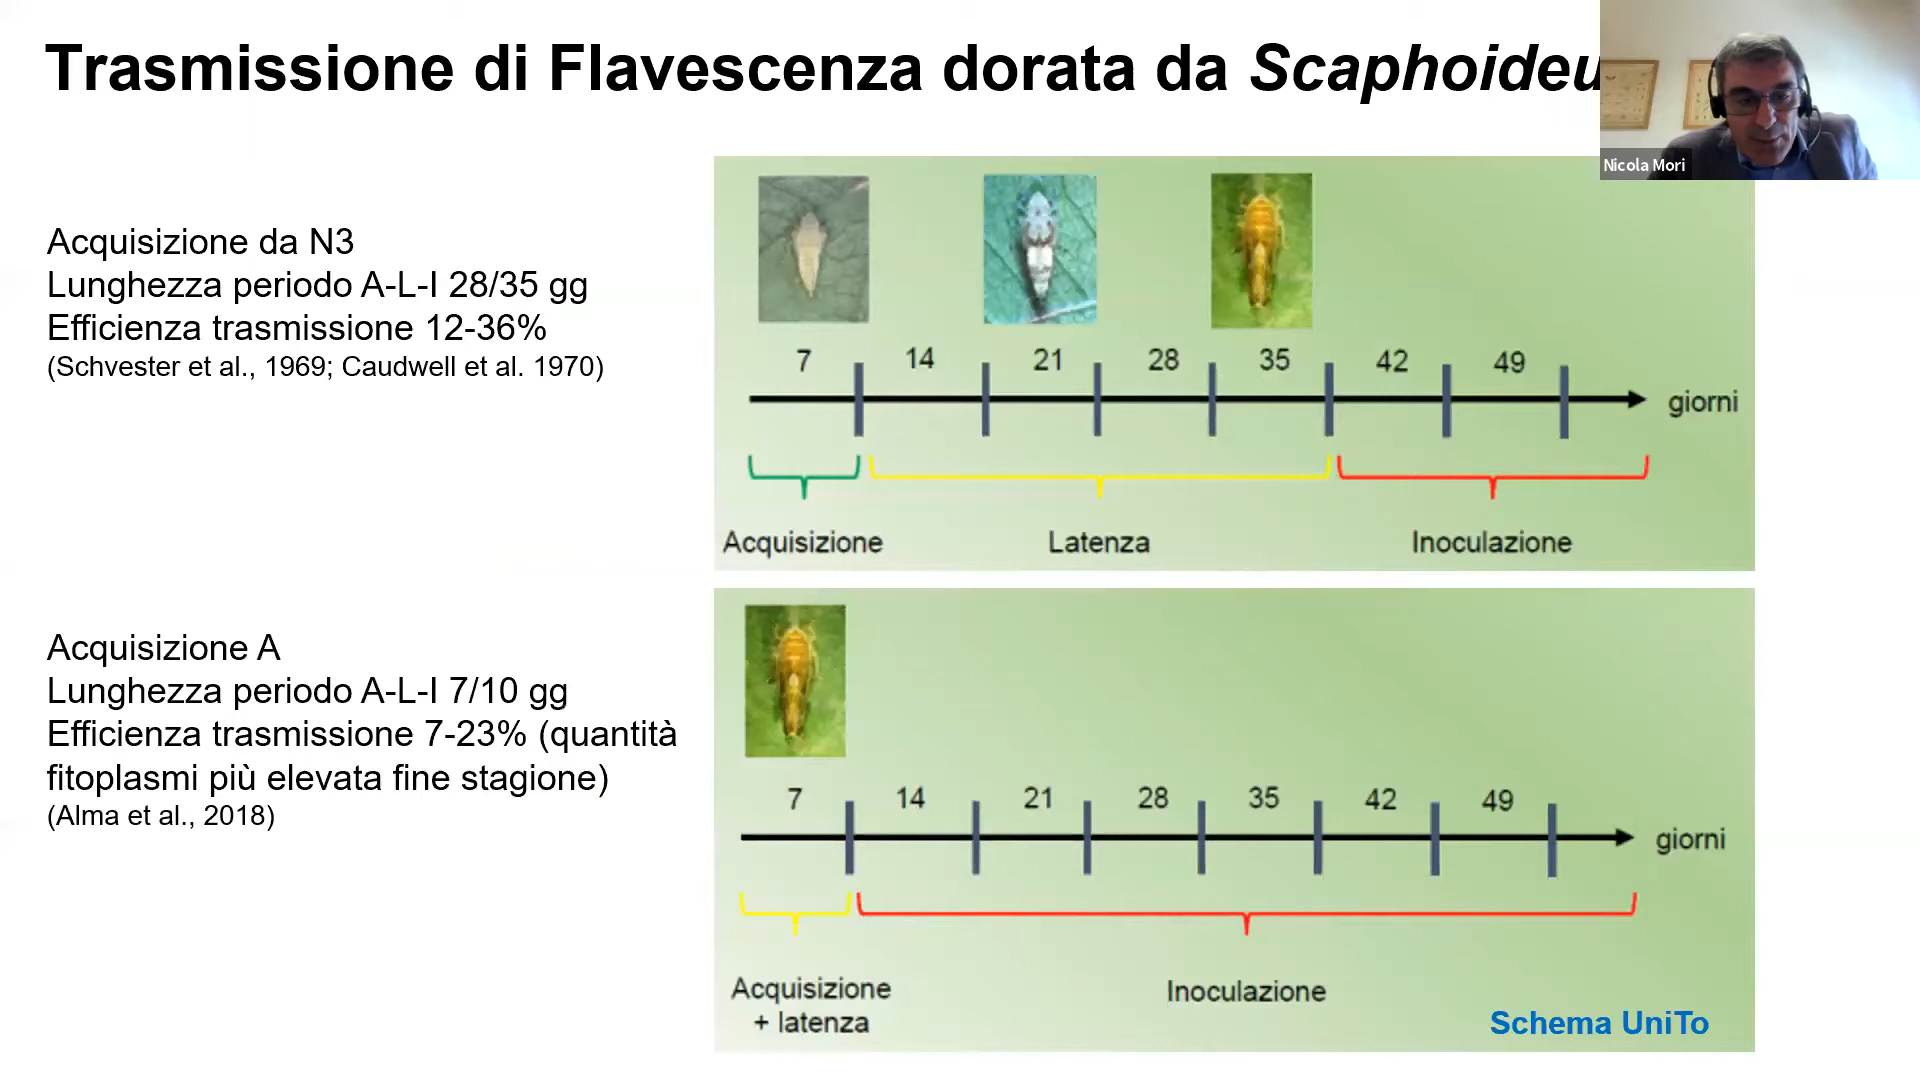 Trasmissione di Flavescenza dorata da Scaphoideu
Nicola Mori
Acquisizione da N3
Lunghezza periodo A-L-I 28/35 gg
Efficienza trasmissione 12-36%
(Schvester et al., 1969; Caudwell et al. 1970)
7 14 21 28 35 42 49
giorni
Acquisizione Latenza Inoculazione
Acquisizione A
Lunghezza periodo A-L-I 7/10 gg
Efficienza trasmissione 7-23% (quantità
fitoplasmi più elevata fine stagione)
(Alma et al., 2018)
7 14 21 28 35 42 49
giorni
Acquisizione
+ latenza
Inoculazione
Schema UniTo